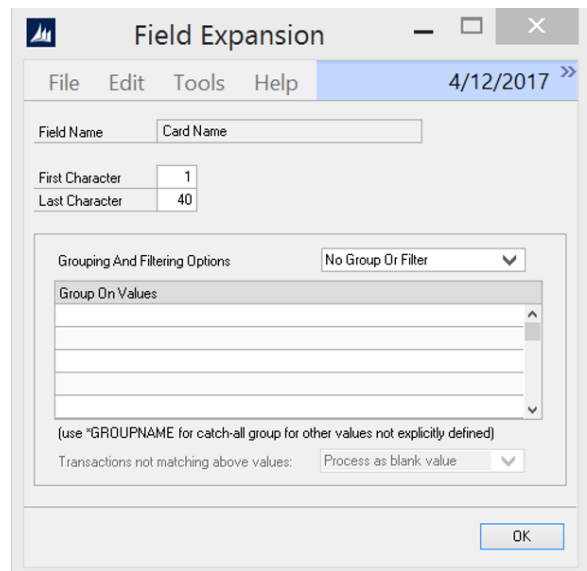 Field Expansion
File Edit Tools Help 4/12/2017 »
Field Name Card Name
First Character 1
Last Character 40
Grouping And Filtering Options No Group Or Filter
Group On Values
(use *GROUPNAME for catch-all group for other values not explicitly defined)
Transactions not matching above values: Process as blank value
OK